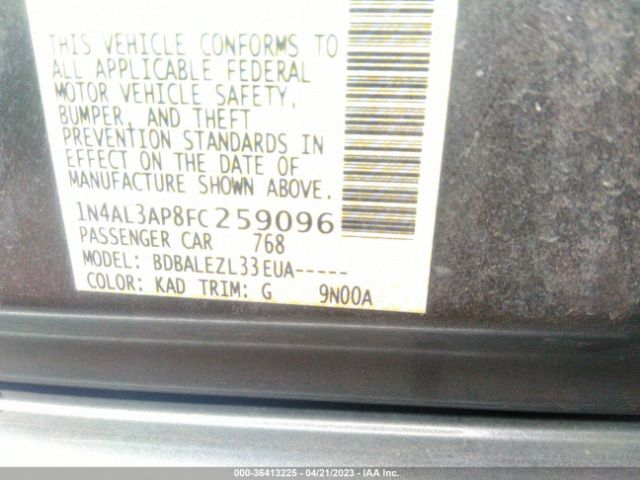 THIS VEHICLE CONFORMS TO
ALL APPLICABLE FEDERAL
MOTOR VEHICLE SAFETY,
BUMPER, AND THEFT
PREVENTION STANDARDS IN
EFFECT ON THE DATE OF
MANUFACTURE SHOWN ABOVE.
1N4AL3AP8FC259096
PASSENGER CAR 768
MODEL: BDBALEZL33EUA-----
COLOR: KAD TRIM: G 9N00A
000-36413225 - 04/21/2023 - IAA Inc.